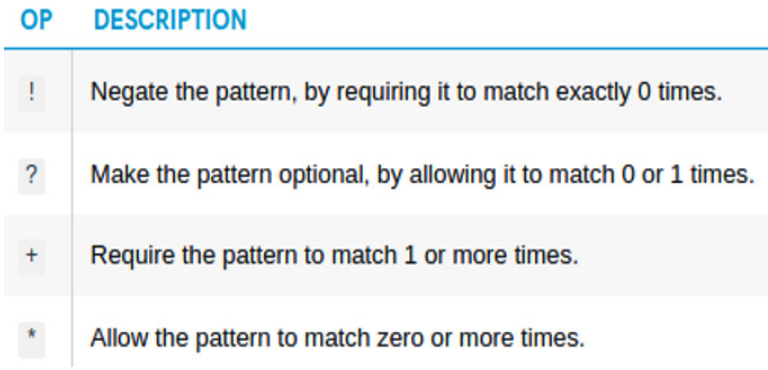 OP DESCRIPTION
! Negate the pattern, by requiring it to match exactly 0 times.
? Make the pattern optional, by allowing it to match 0 or 1 times.
+ Require the pattern to match 1 or more times.
* Allow the pattern to match zero or more times.